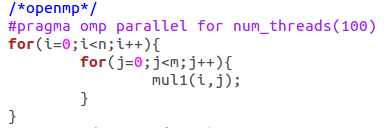 /*openmp*/
#pragma omp parallel for num_threads(100)
for(i=0;i<n;i++){
for(j=0;j<m;j++){
mul1(i,j);
}
}